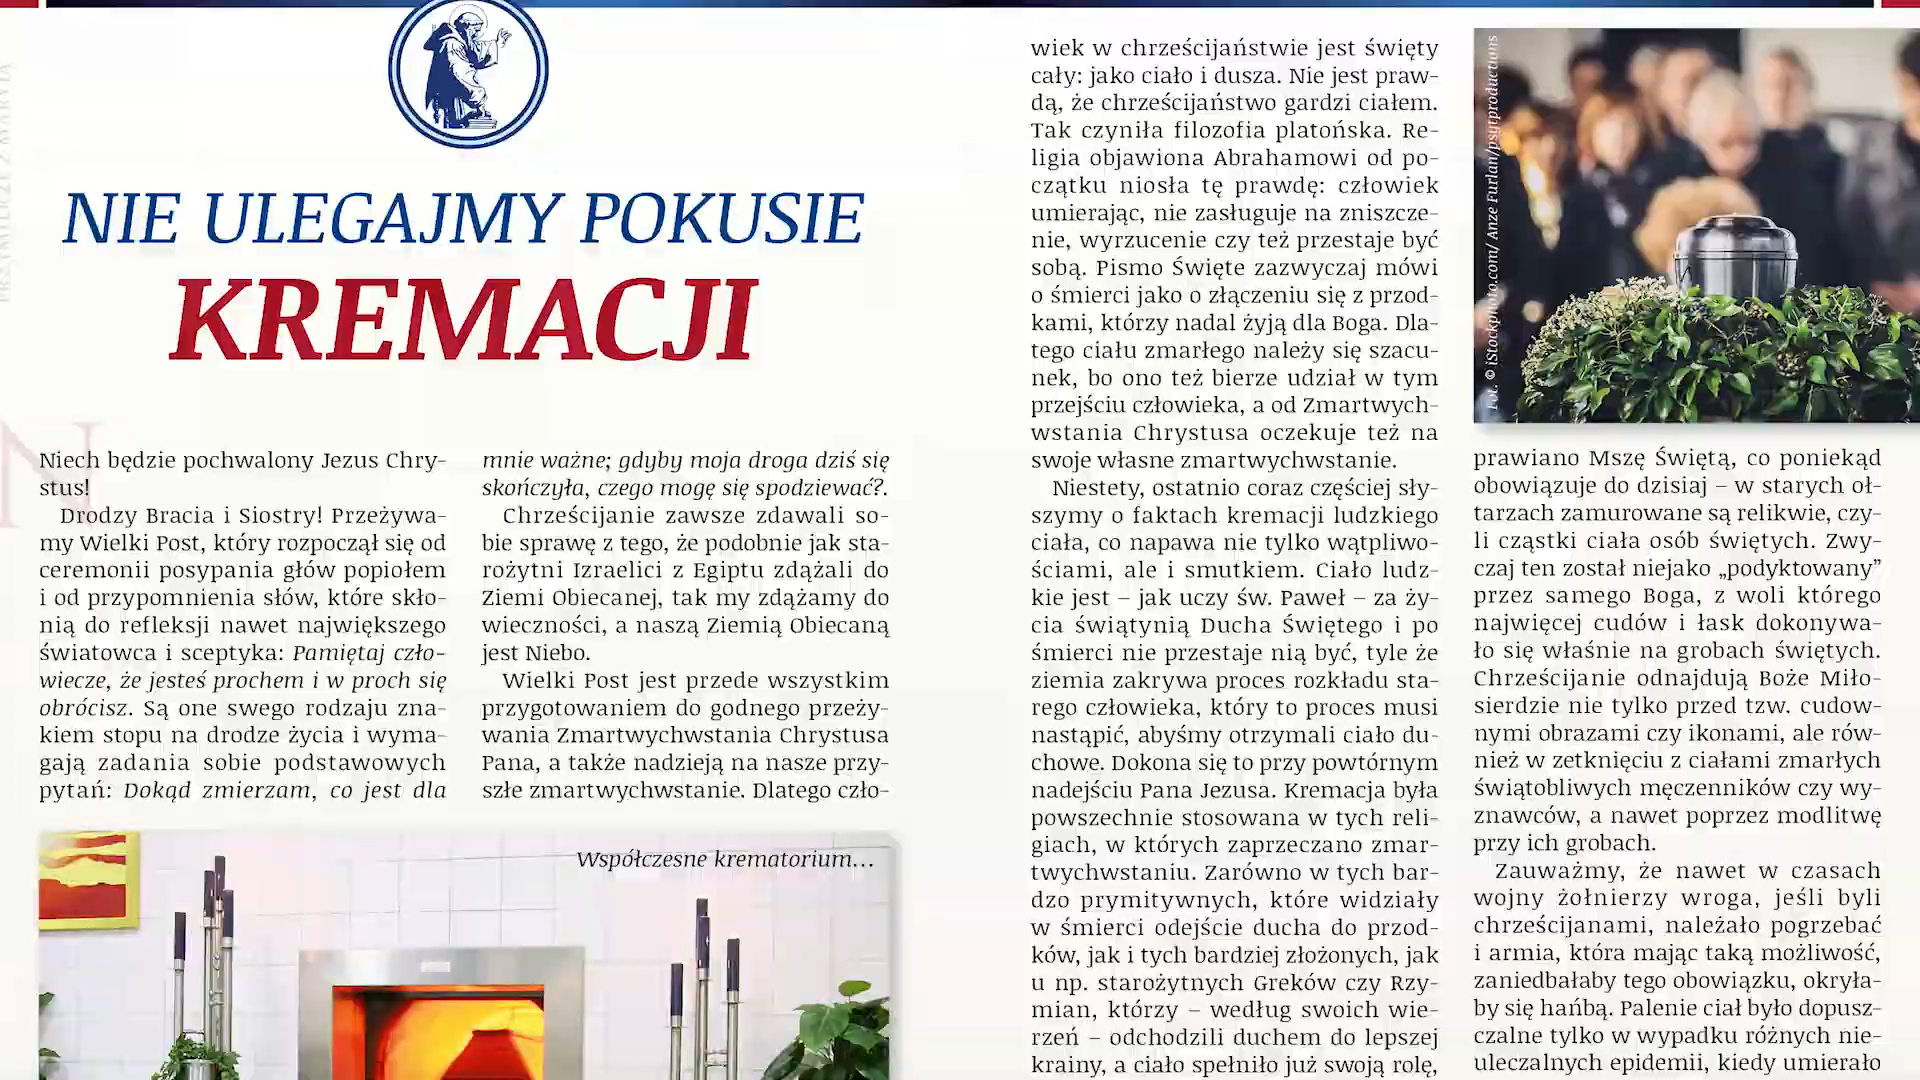 NIE ULEGAJMY POKUSIE
KREMACJI
Niech będzie pochwalony Jezus Chry-
stus!
Drodzy Bracia i Siostry! Przeżywa-
my Wielki Post, który rozpoczął się od
ceremonii posypania głów popiołem
i od przypomnienia słów, które skło-
nią do refleksji nawet największego
światowca i sceptyka: Pamiętaj czło-
wiecze, że jesteś prochem i w proch się
obrócisz. Są one swego rodzaju zna-
kiem stopu na drodze życia i wyma-
gają zadania sobie podstawowych
pytań: Dokąd zmierzam, co jest dla
mnie ważne; gdyby moja droga dziś się
skończyła, czego mogę się spodziewać?.
Chrześcijanie zawsze zdawali so-
bie sprawę z tego, że podobnie jak sta-
rożytni Izraelici z Egiptu zdążali do
Ziemi Obiecanej, tak my zdążamy do
wieczności, a naszą Ziemią Obiecaną
jest Niebo.
Wielki Post jest przede wszystkim
przygotowaniem do godnego przeży-
wania Zmartwychwstania Chrystusa
Pana, a także nadzieją na nasze przy-
szłe zmartwychwstanie. Dlatego czło-
Współczesne krematorium...
wiek w chrześcijaństwie jest święty
cały: jako ciało i dusza. Nie jest praw-
dą, że chrześcijaństwo gardzi ciałem.
Tak czyniła filozofia platońska. Re-
ligia objawiona Abrahamowi od po-
czątku niosła tę prawdę: człowiek
umierając, nie zasługuje na zniszcze-
nie, wyrzucenie czy też przestaje być
sobą. Pismo Święte zazwyczaj mówi
o śmierci jako o złączeniu się z przod-
kami, którzy nadal żyją dla Boga. Dla-
tego ciału zmarłego należy się szacu-
nek, bo ono też bierze udział w tym
przejściu człowieka, a od Zmartwych-
wstania Chrystusa oczekuje też na
swoje własne zmartwychwstanie.
Niestety, ostatnio coraz częściej sły-
szymy o faktach kremacji ludzkiego
ciała, co napawa nie tylko wątpliwo-
ściami, ale i smutkiem. Ciało ludz-
kie jest – jak uczy św. Paweł – za ży-
cia świątynią Ducha Świętego i po
śmierci nie przestaje nią być, tyle że
ziemia zakrywa proces rozkładu sta-
rego człowieka, który to proces musi
nastąpić, abyśmy otrzymali ciało du-
chowe. Dokona się to przy powtórnym
nadejściu Pana Jezusa. Kremacja była
powszechnie stosowana w tych reli-
giach, w których zaprzeczano zmar-
twychwstaniu. Zarówno w tych bar-
dzo prymitywnych, które widziały
w śmierci odejście ducha do przod-
ków, jak i tych bardziej złożonych, jak
u np. starożytnych Greków czy Rzy-
mian, którzy – według swoich wie-
rzeń – odchodzili duchem do lepszej
krainy, a ciało spełniło już swoją rolę,
Fot. © iStockphoto.com/ Anze Furlan/psgtproductions
prawiano Mszę Świętą, co poniekąd
obowiązuje do dzisiaj – w starych oł-
tarzach zamurowane są relikwie, czy-
li cząstki ciała osób świętych. Zwy-
czaj ten został niejako „podyktowany”
przez samego Boga, z woli którego
najwięcej cudów i łask dokonywa-
ło się właśnie na grobach świętych.
Chrześcijanie odnajdują Boże Miło-
sierdzie nie tylko przed tzw. cudow-
nymi obrazami czy ikonami, ale rów-
nież w zetknięciu z ciałami zmarłych
świątobliwych męczenników czy wy-
znawców, a nawet poprzez modlitwę
przy ich grobach.
Zauważmy, że nawet w czasach
wojny żołnierzy wroga, jeśli byli
chrześcijanami, należało pogrzebać
i armia, która mając taką możliwość,
zaniedbałaby tego obowiązku, okryła-
by się hańbą. Palenie ciał było dopusz-
czalne tylko w wypadku różnych nie-
uleczalnych epidemii, kiedy umierało